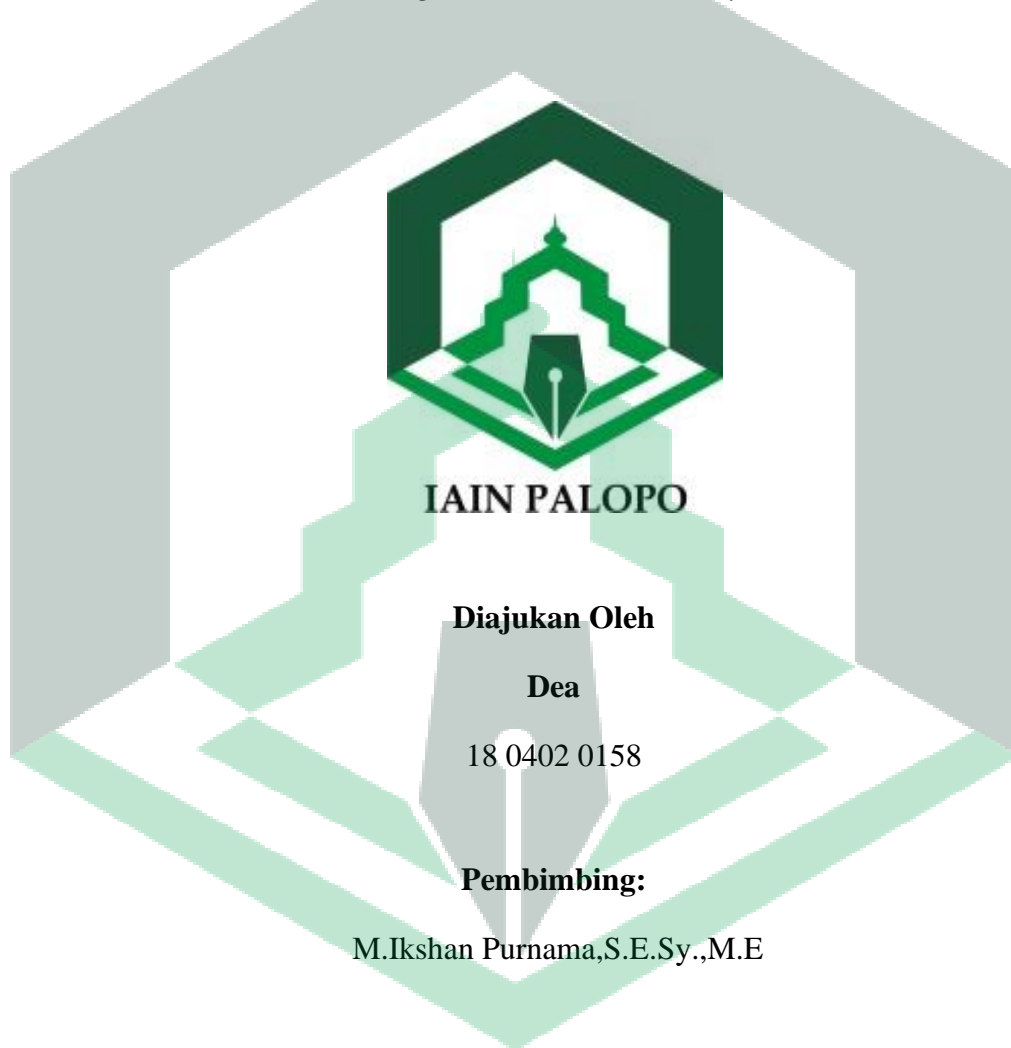 IAIN PALOPO
Diajukan Oleh
Dea
18 0402 0158
Pembimbing:
M.Ikshan Purnama,S.E.Sy.,M.E